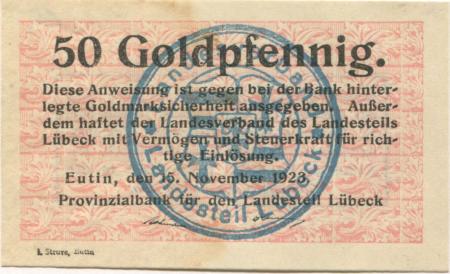 50 Goldpfennig.
Diese Anweisung ist gegen bei der Bank hinter-
legte Goldmarksicherheit ausgegeben. Außer-
dem haftet der Landesverband des Landesteils
Lübeck mit Vermögen und Steuerkraft für rich-
tige Einlösung.
Eutin, den 15. November 1923.
Provinzialbank für den Landesteil Lübeck
Landesteil Lübeck
Struve, Eutin